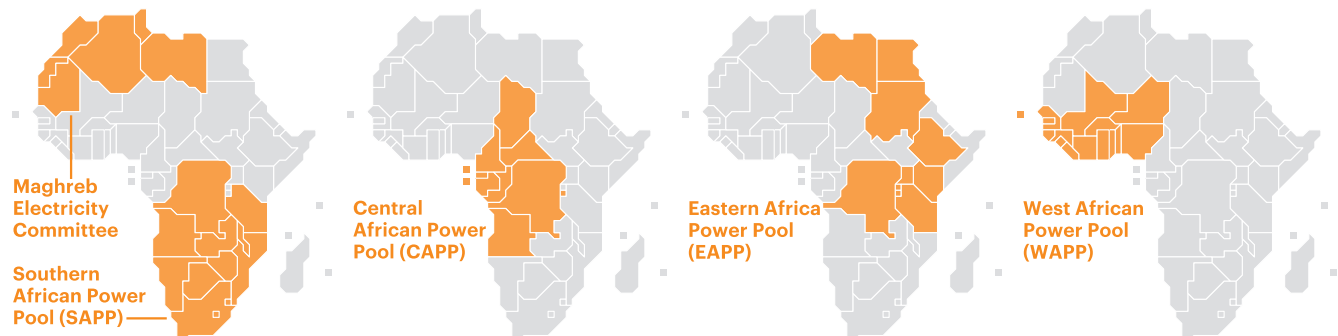 Maghreb
Electricity
Committee
Southern
African Power
Pool (SAPP)
Central
African Power
Pool (CAPP)
Eastern Africa
Power Pool
(EAPP)
West African
Power Pool
(WAPP)